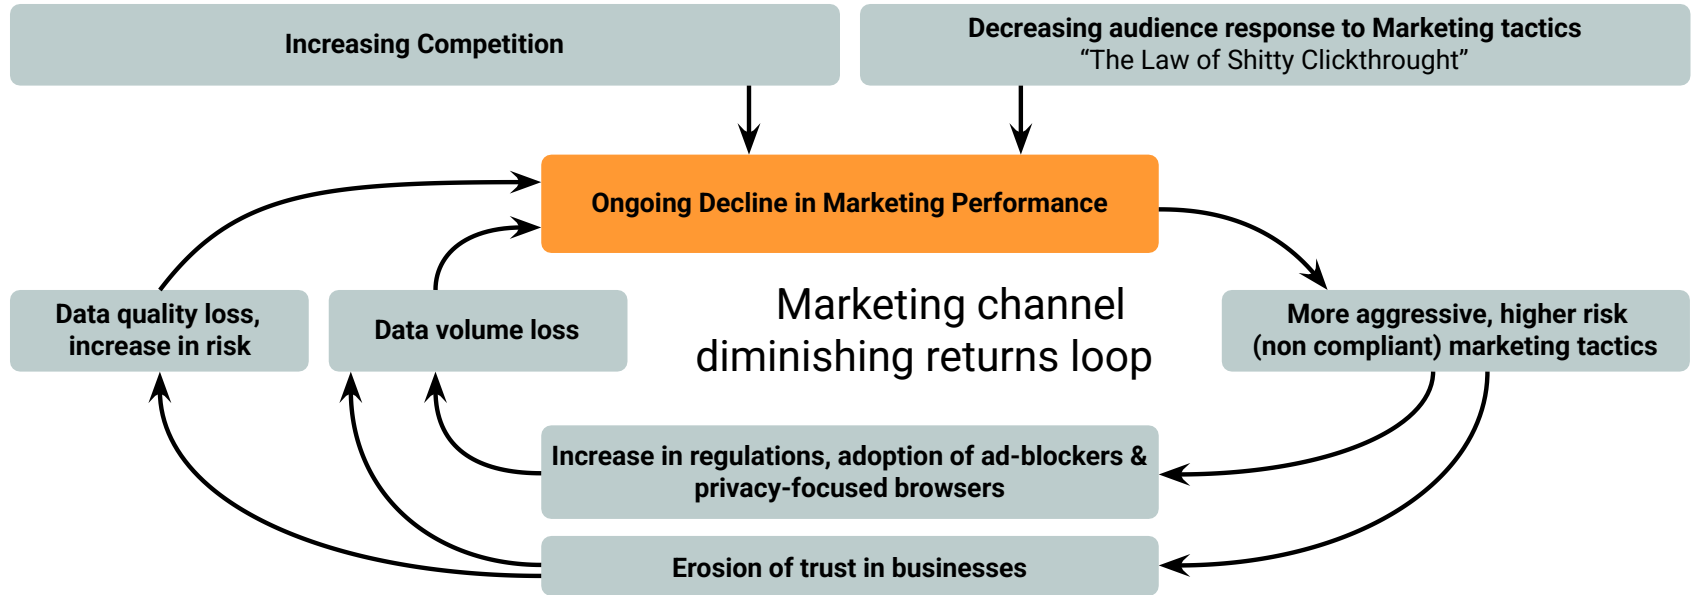 Increasing Competition
Decreasing audience response to Marketing tactics
“The Law of Shitty Clickthrought”
Ongoing Decline in Marketing Performance
Data quality loss,
increase in risk
Data volume loss
Marketing channel
diminishing returns loop
More aggressive, higher risk
(non compliant) marketing tactics
Increase in regulations, adoption of ad-blockers &
privacy-focused browsers
Erosion of trust in businesses